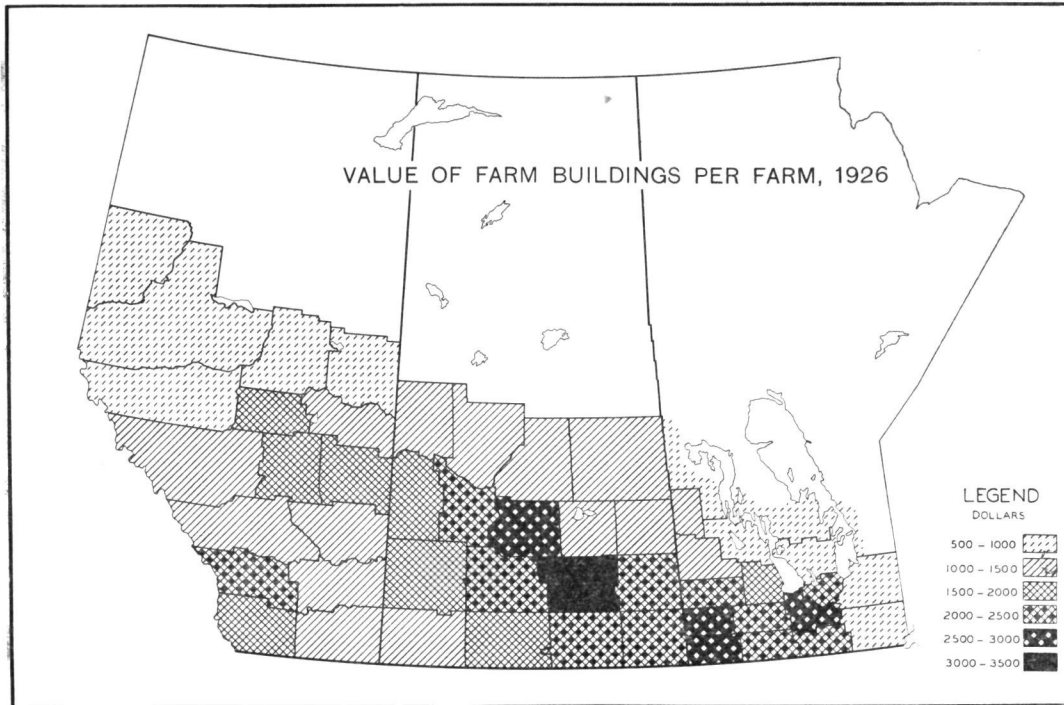 VALUE OF FARM BUILDINGS PER FARM, 1926
LEGEND
DOLLARS
500 – 1000
1000 – 1500
1500 – 2000
2000 – 2500
2500 – 3000
3000 – 3500